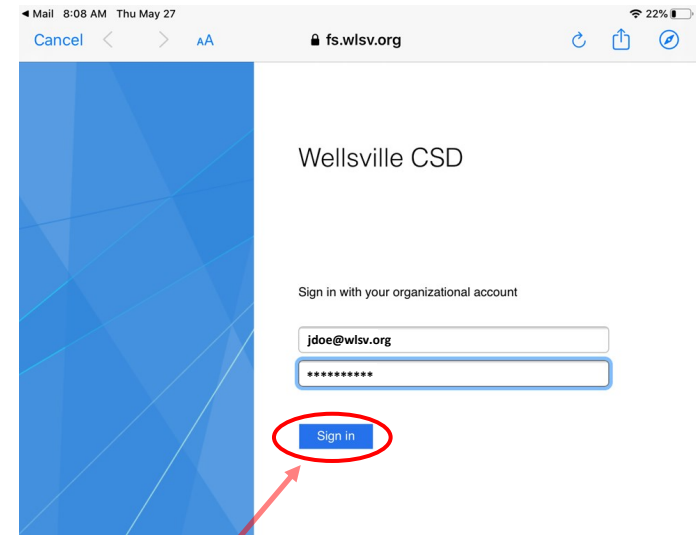 ◄ Mail 8:08 AM Thu May 27 22%
Cancel < > AA fs.wlsv.org
Wellsville CSD
Sign in with your organizational account
jdoe@wlsv.org
**********
Sign in